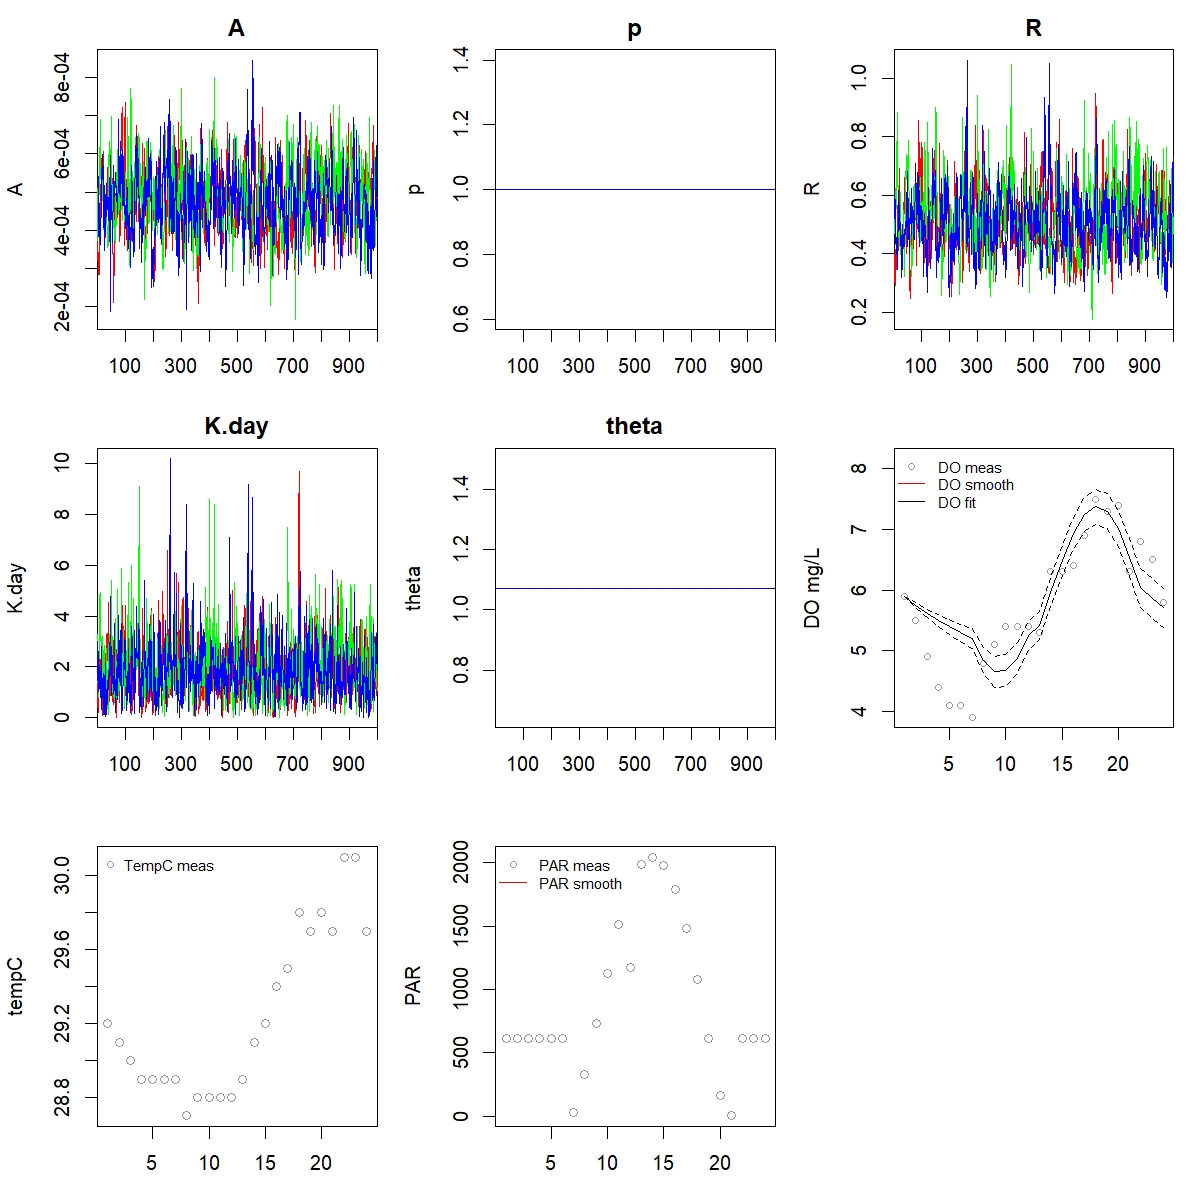 A
A
2e-04 4e-04 6e-04 8e-04
100 300 500 700 900
p
p
0.6 0.8 1.0 1.2 1.4
100 300 500 700 900
R
R
0.2 0.4 0.6 0.8 1.0
100 300 500 700 900
K.day
K.day
0 2 4 6 8 10
100 300 500 700 900
theta
theta
0.8 1.0 1.2 1.4
100 300 500 700 900
DO mg/L
4 5 6 7 8
DO meas
DO smooth
DO fit
5 10 15 20
tempC
28.8 29.2 29.6 30.0
TempC meas
5 10 15 20
PAR
0 500 1000 1500 2000
PAR meas
PAR smooth
5 10 15 20